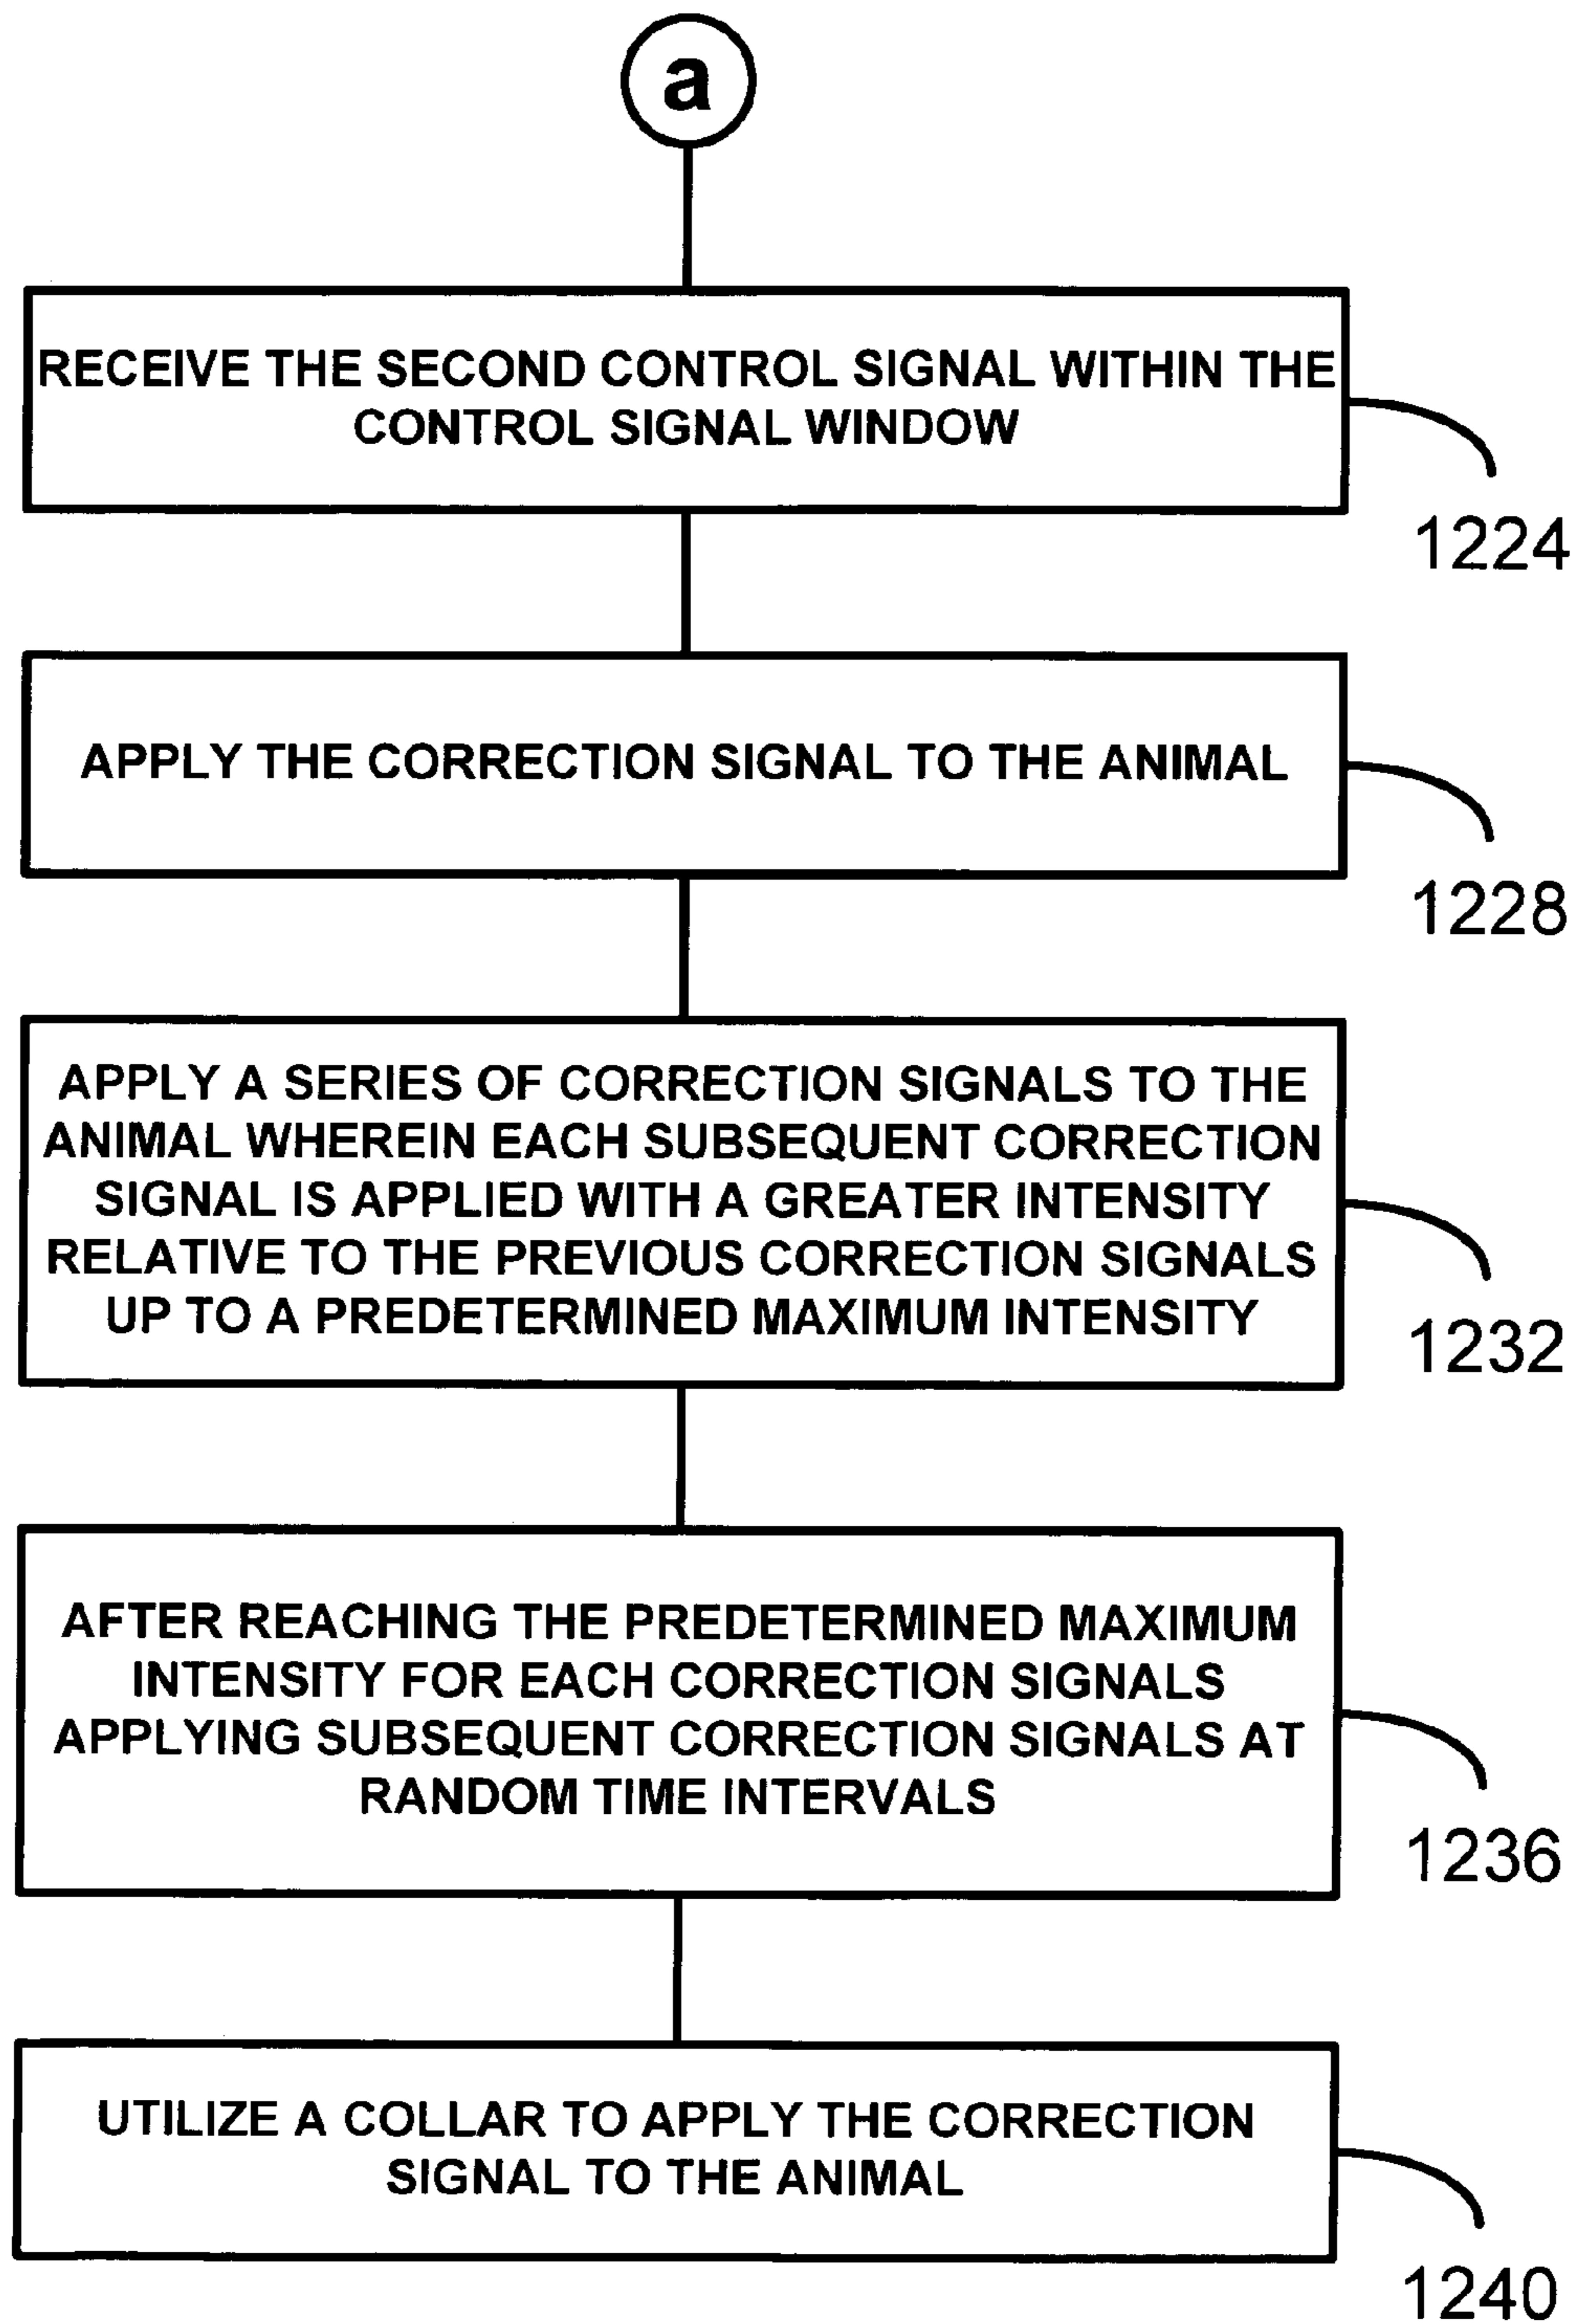 a
RECEIVE THE SECOND CONTROL SIGNAL WITHIN THE
CONTROL SIGNAL WINDOW
1224
APPLY THE CORRECTION SIGNAL TO THE ANIMAL
1228
APPLY A SERIES OF CORRECTION SIGNALS TO THE
ANIMAL WHEREIN EACH SUBSEQUENT CORRECTION
SIGNAL IS APPLIED WITH A GREATER INTENSITY
RELATIVE TO THE PREVIOUS CORRECTION SIGNALS
UP TO A PREDETERMINED MAXIMUM INTENSITY
1232
AFTER REACHING THE PREDETERMINED MAXIMUM
INTENSITY FOR EACH CORRECTION SIGNALS
APPLYING SUBSEQUENT CORRECTION SIGNALS AT
RANDOM TIME INTERVALS
1236
UTILIZE A COLLAR TO APPLY THE CORRECTION
SIGNAL TO THE ANIMAL
1240